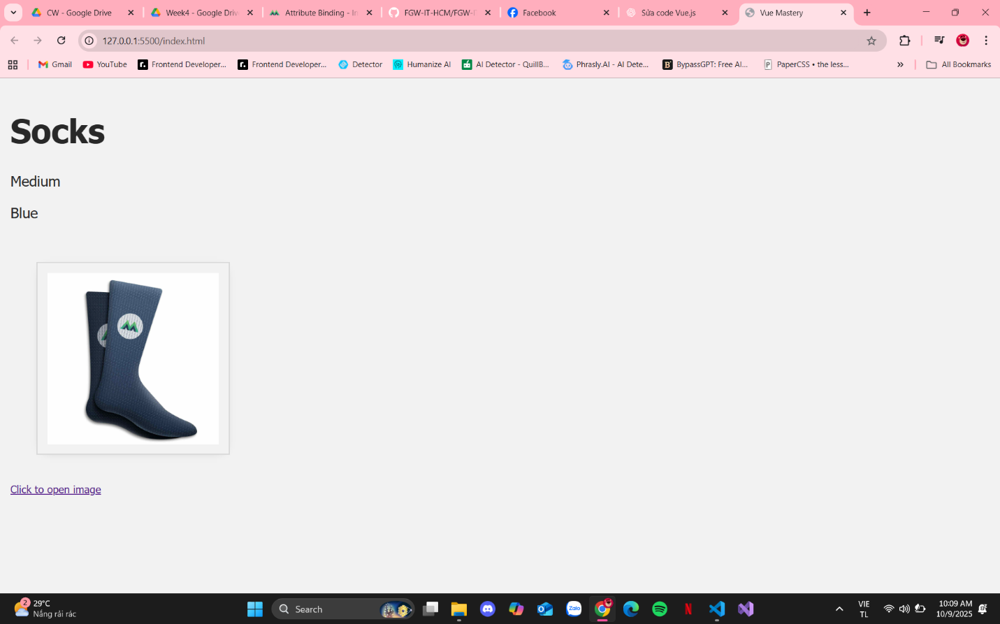 CW - Google Drive
Week4 - Google Driv
Attribute Binding - In
FGW-IT-HCM/FGW-I
Facebook
Sửa code Vue.js
Vue Mastery
127.0.0.1:5500/index.html
Gmail
YouTube
Frontend Developer...
Frontend Developer...
Detector
Humanize AI
AI Detector - QuillB...
Phrasly.AI - AI Dete...
BypassGPT: Free AI...
PaperCSS • the less...
All Bookmarks
Socks
Medium
Blue
Click to open image
2
29°C
Nắng rải rác
Search
Zalo
VIE
TL
10:09 AM
10/9/2025